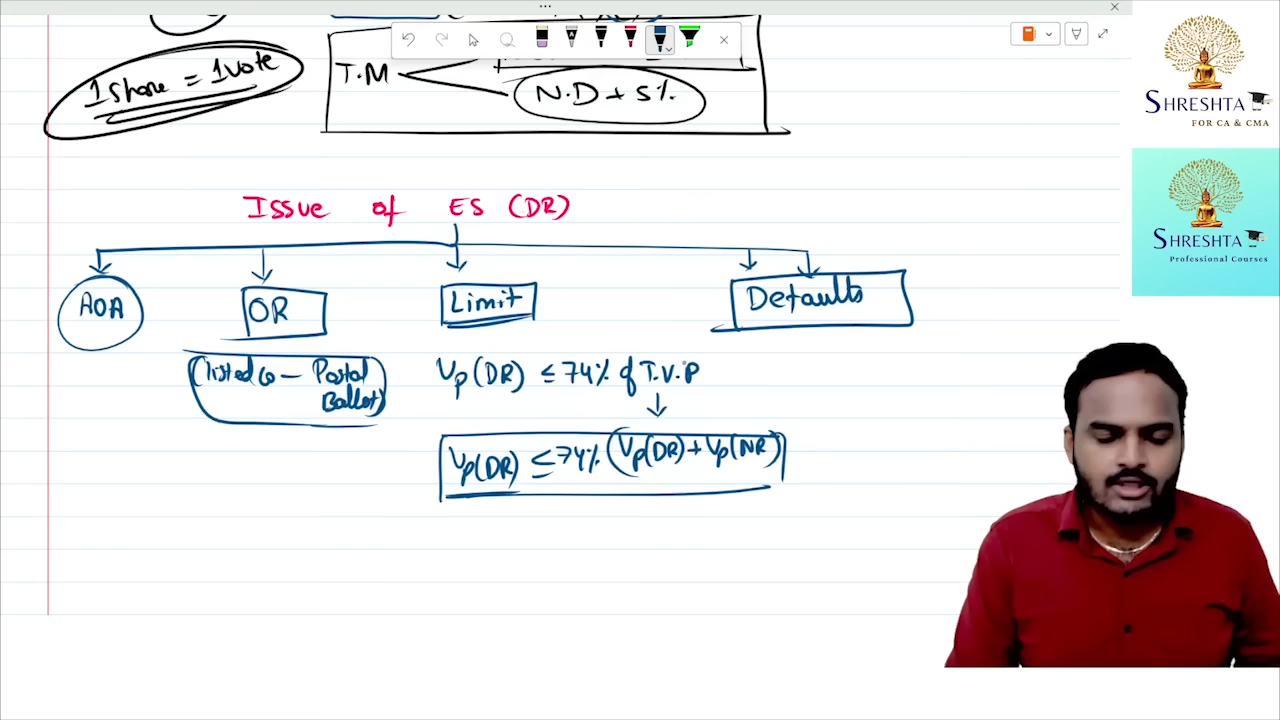 1 Share = 1 Vote
T.M
N.D + 5%
Issue of ES (DR)
AOA
OR
Limit
Defaults
(Listed Co – Postal Ballot)
Vp(DR) ≤ 74% of T.V.P
Vp(DR) ≤ 74% (Vp(DR) + Vp(NR))
SHRESHTA
FOR CA & CMA
SHRESHTA
Professional Courses